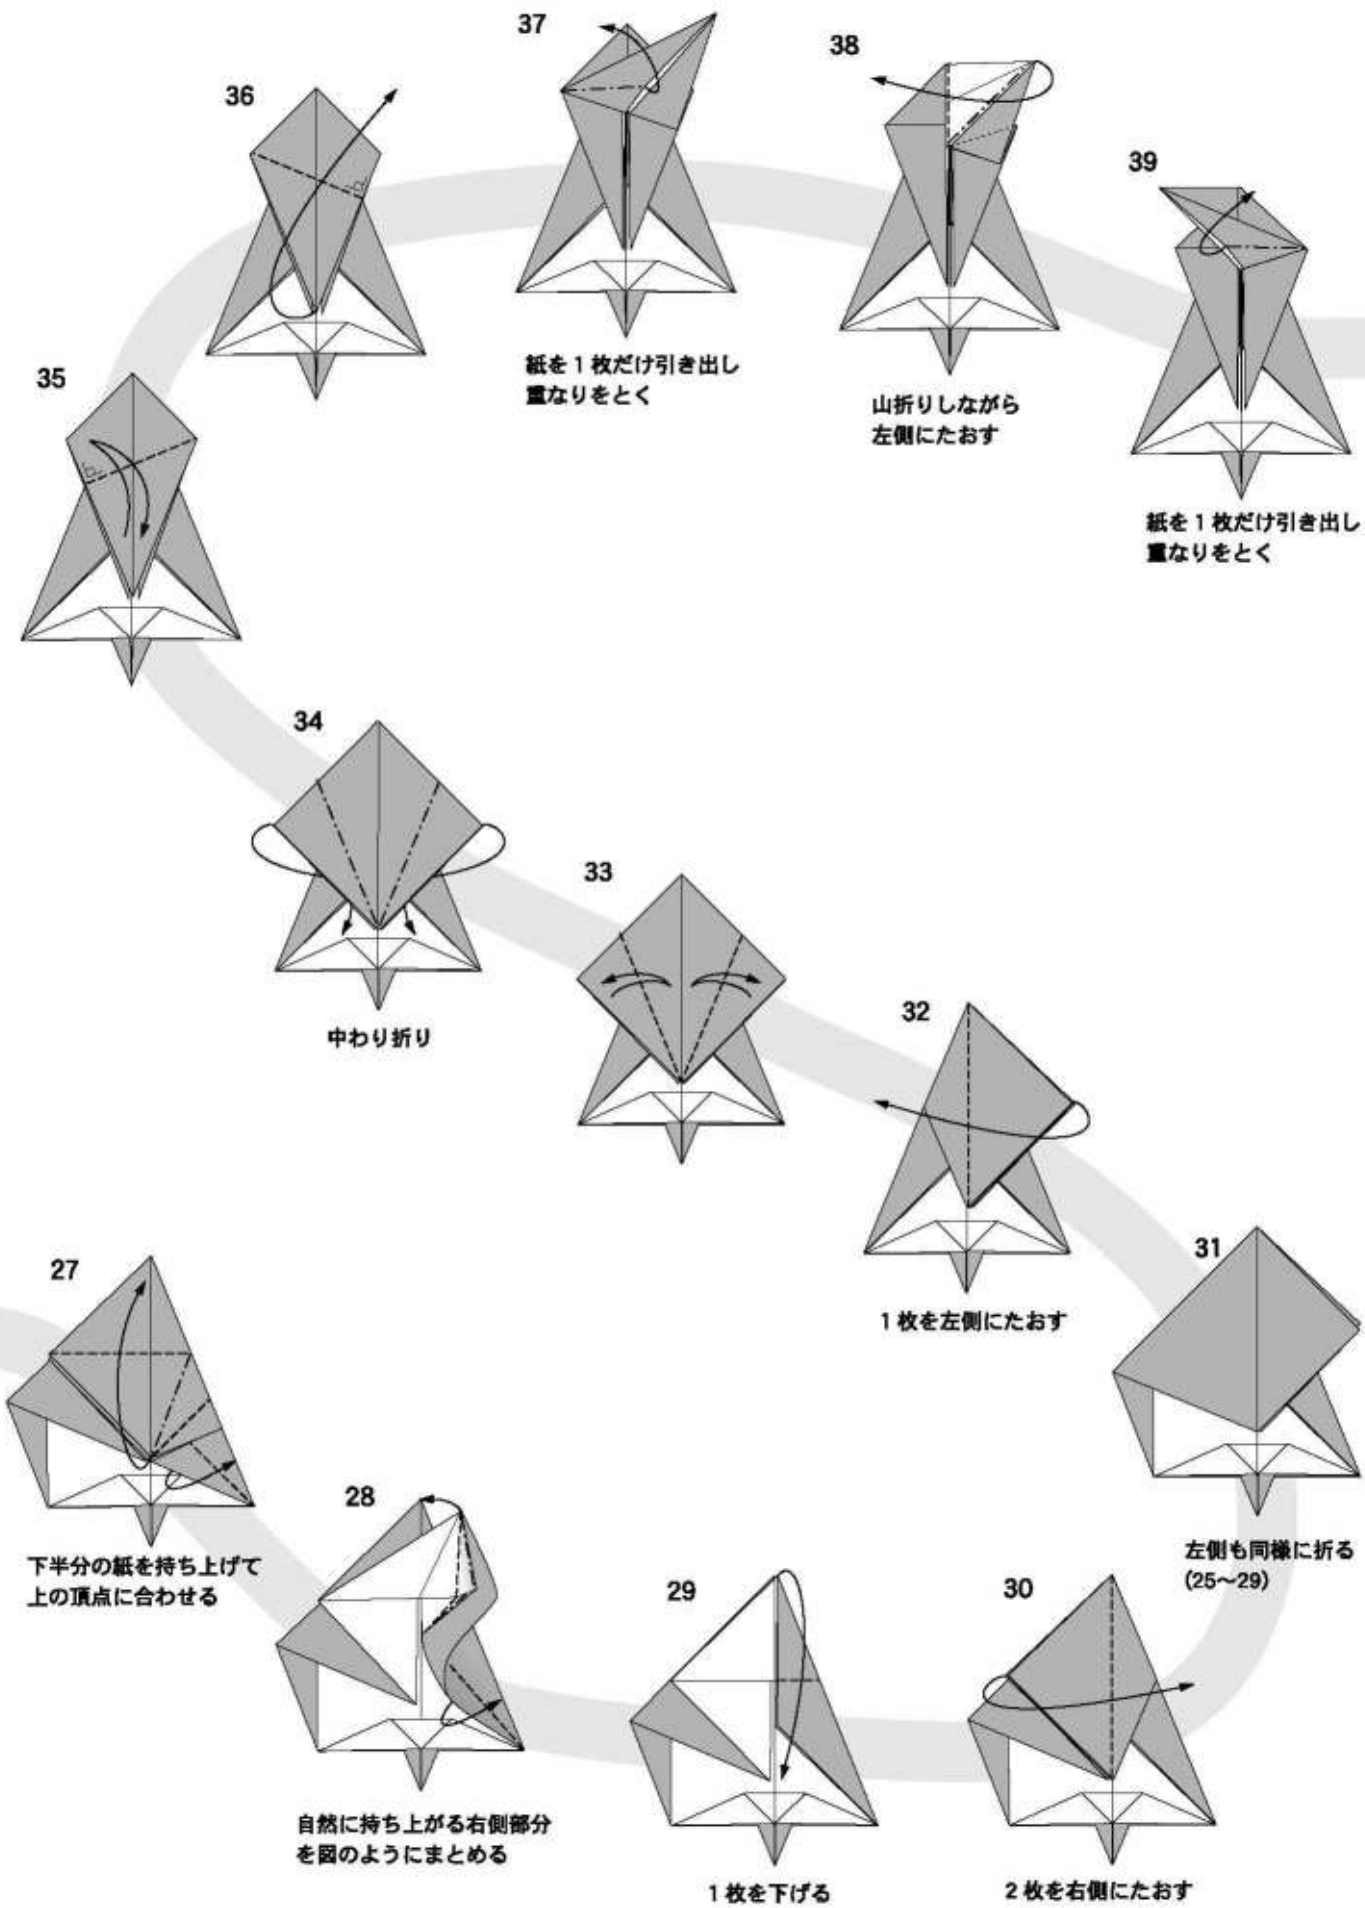 27
下半分の紙を持ち上げて
上の頂点に合わせる
28
自然に持ち上がる右側部分
を図のようにまとめる
29
1枚を下げる
30
2枚を右側にたおす
31
左側も同様に折る
(25〜29)
32
1枚を左側にたおす
33
34
中わり折り
35
36
37
紙を1枚だけ引き出し
重なりをとく
38
山折りしながら
左側にたおす
39
紙を1枚だけ引き出し
重なりをとく